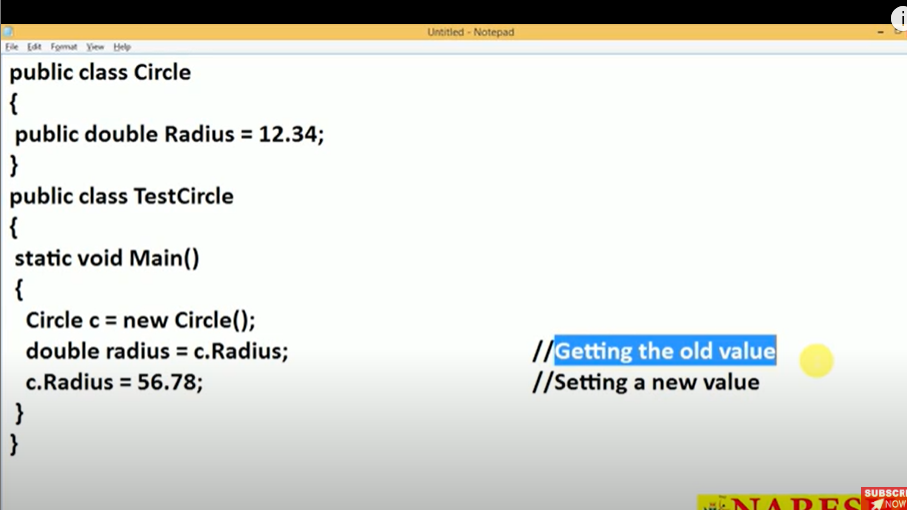 Untitled - Notepad
File Edit Format View Help
public class Circle
{
public double Radius = 12.34;
}
public class TestCircle
{
static void Main()
{
Circle c = new Circle();
double radius = c.Radius; //Getting the old value
c.Radius = 56.78; //Setting a new value
}
}
NARES
SUBSCR
NOW